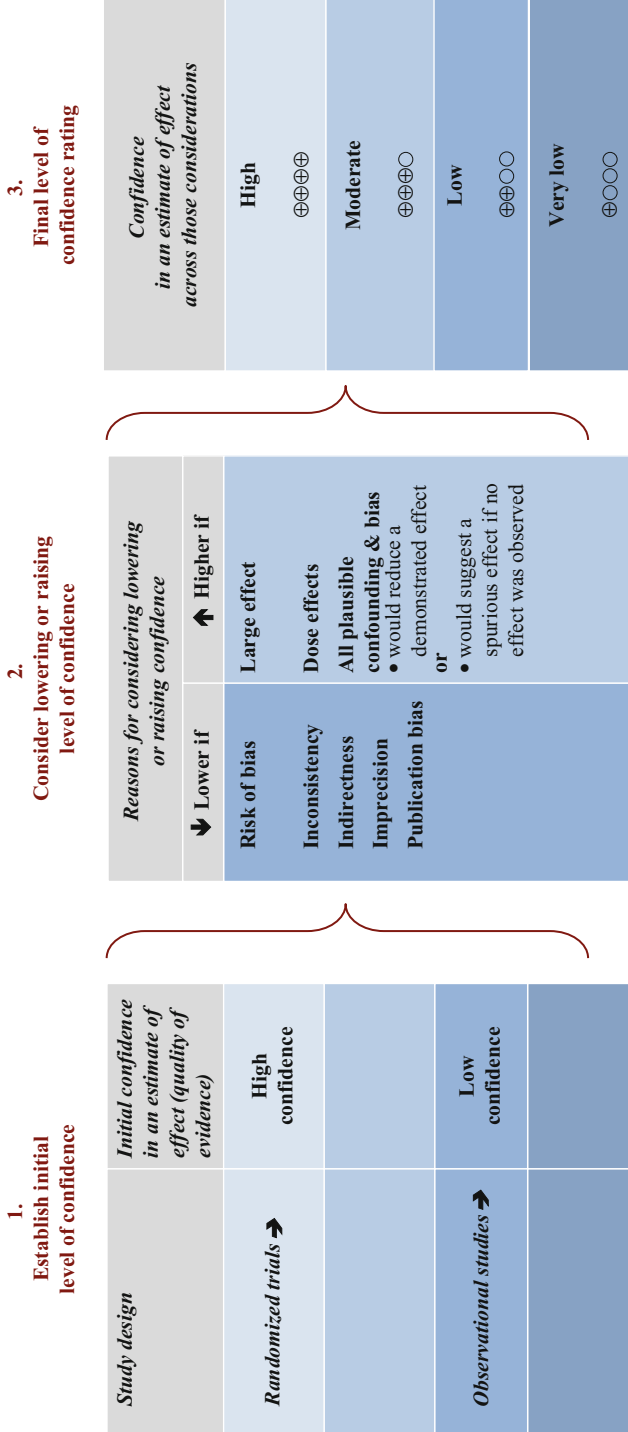 1.
Establish initial
level of confidence
Study design
Initial confidence
in an estimate of
effect (quality of
evidence)
Randomized trials ➔
High
confidence
Observational studies ➔
Low
confidence
2.
Consider lowering or raising
level of confidence
Reasons for considering lowering
or raising confidence
🡻 Lower if
🡹 Higher if
Risk of bias
Inconsistency
Indirectness
Imprecision
Publication bias
Large effect
Dose effects
All plausible
confounding & bias
• would reduce a
demonstrated effect
or
• would suggest a
spurious effect if no
effect was observed
3.
Final level of
confidence rating
Confidence
in an estimate of effect
across those considerations
High
⊕⊕⊕⊕
Moderate
⊕⊕⊕○
Low
⊕⊕○○
Very low
⊕○○○